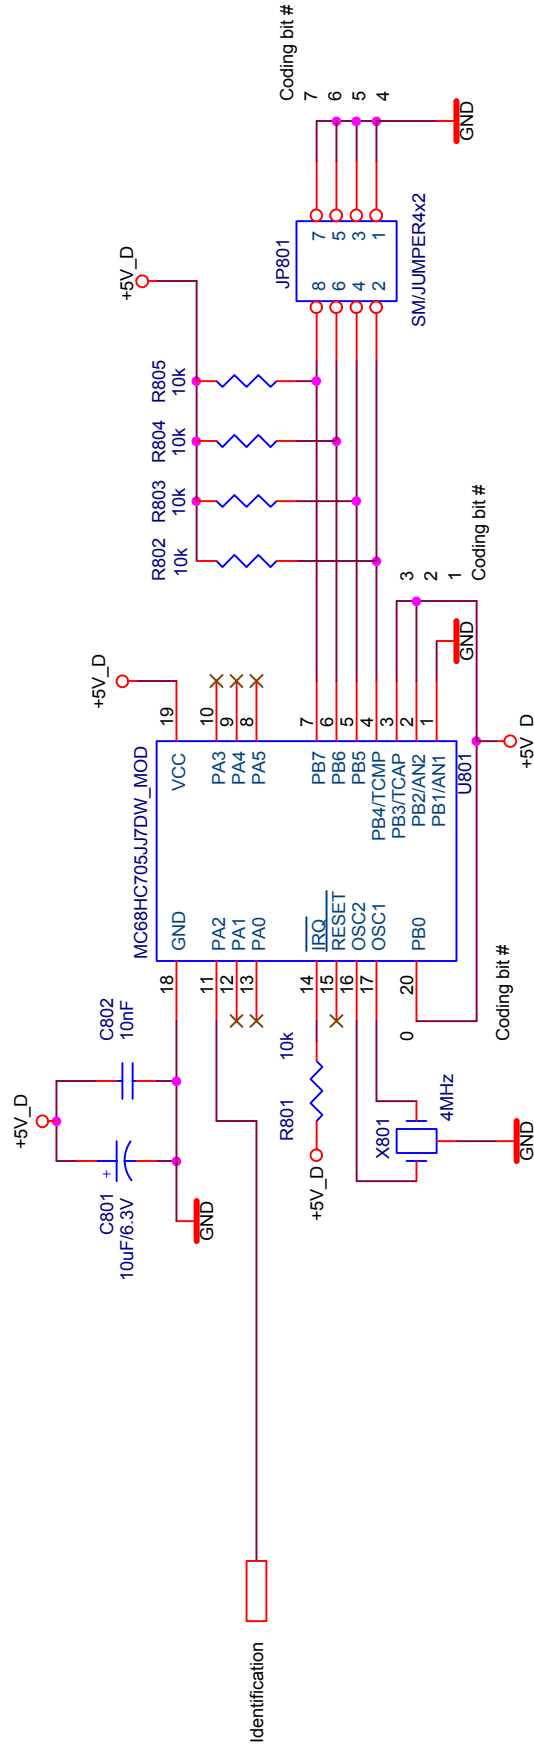 Identification
+5V_D
C801
10uF/6.3V
+
C802
10nF
GND
MC68HC705JJ7DW_MOD
U801
18
GND
11
PA2
12
PA1
13
PA0
14
IRQ
15
RESET
16
OSC2
17
OSC1
20
PB0
0
Coding bit #
R801
10k
+5V_D
X801
4MHz
GND
VCC
19
+5V_D
PA3
10
PA4
9
PA5
8
PB7
7
PB6
6
PB5
5
PB4/TCMP
4
PB3/TCAP
3
PB2/AN2
2
PB1/AN1
1
3
2
1
Coding bit #
GND
+5V_D
R802
10k
R803
10k
R804
10k
R805
10k
+5V_D
JP801
8
7
6
5
4
3
2
1
SM/JUMPER4x2
Coding bit #
7
6
5
4
GND